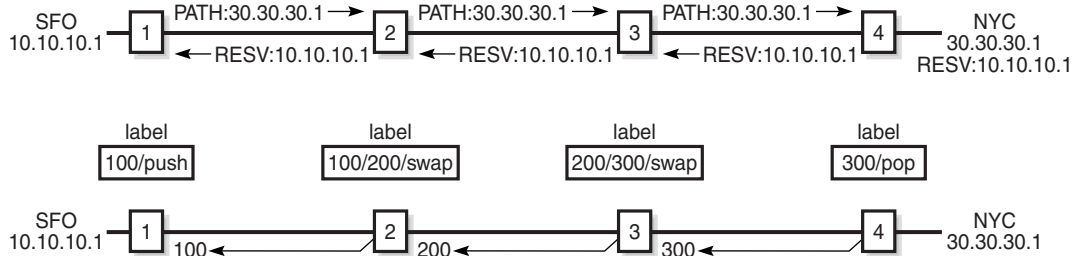 SFO
10.10.10.1
1
PATH:30.30.30.1
RESV:10.10.10.1
2
PATH:30.30.30.1
RESV:10.10.10.1
3
PATH:30.30.30.1
RESV:10.10.10.1
4
NYC
30.30.30.1
RESV:10.10.10.1
label
100/push
label
100/200/swap
label
200/300/swap
label
300/pop
SFO
10.10.10.1
1
100
2
200
3
300
4
NYC
30.30.30.1